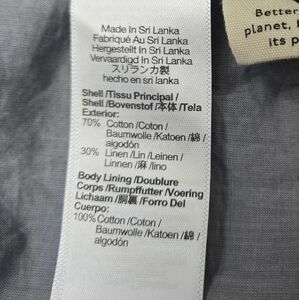 Made In Sri Lanka
Fabriqué Au Sri Lanka
Hergestellt In Sri Lanka
Vervaardigd In Sri Lanka
スリランカ製
hecho en sri lanka
Shell /Tissu Principal /
Shell /Bovenstof /本体 /Tela
Exterior:
70% Cotton /Coton /
Baumwolle /Katoen /綿 /
algodón
30% Linen /Lin /Leinen /
Linnen /麻 /lino
Body Lining /Doublure
Corps /Rumpffutter /Voering
Lichaam /胴裏 /Forro Del
Cuerpo:
100% Cotton /Coton /
Baumwolle /Katoen /綿 /
algodón
Better
planet,
its p